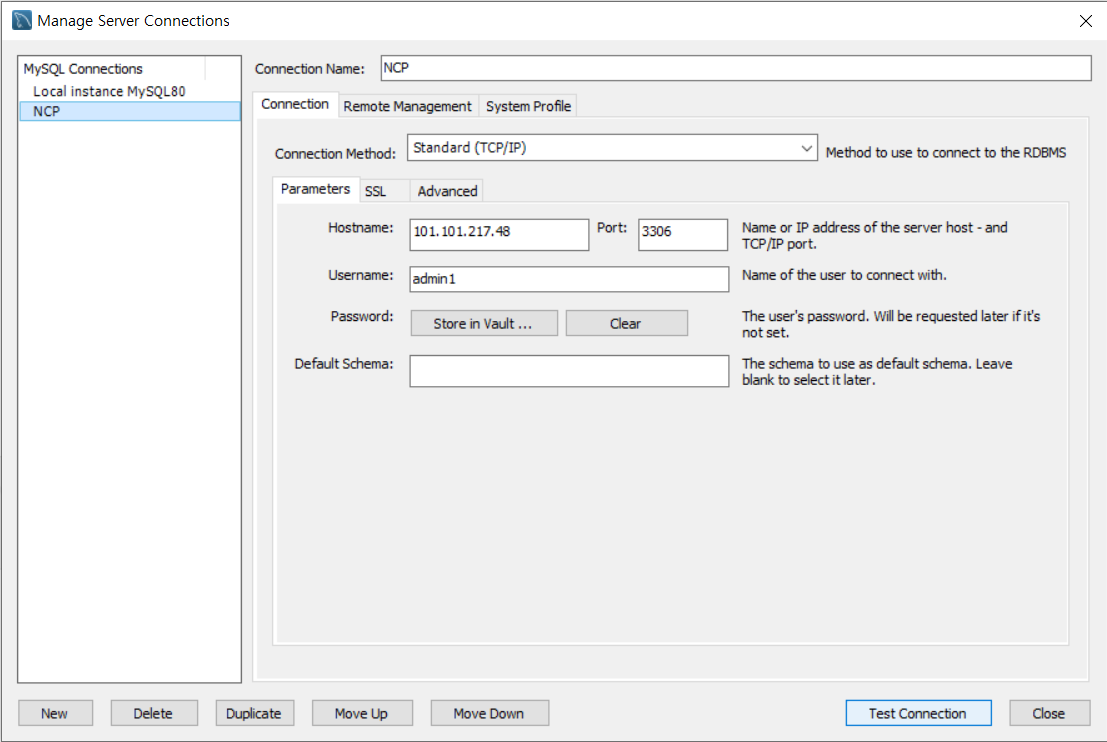 Manage Server Connections
MySQL Connections
Local instance MySQL80
NCP
Connection Name: NCP
Connection Remote Management System Profile
Connection Method: Standard (TCP/IP) Method to use to connect to the RDBMS
Parameters SSL Advanced
Hostname: 101.101.217.48 Port: 3306 Name or IP address of the server host - and
TCP/IP port.
Username: admin1 Name of the user to connect with.
Password: Store in Vault ... Clear The user's password. Will be requested later if it's
not set.
Default Schema: The schema to use as default schema. Leave
blank to select it later.
New Delete Duplicate Move Up Move Down Test Connection Close